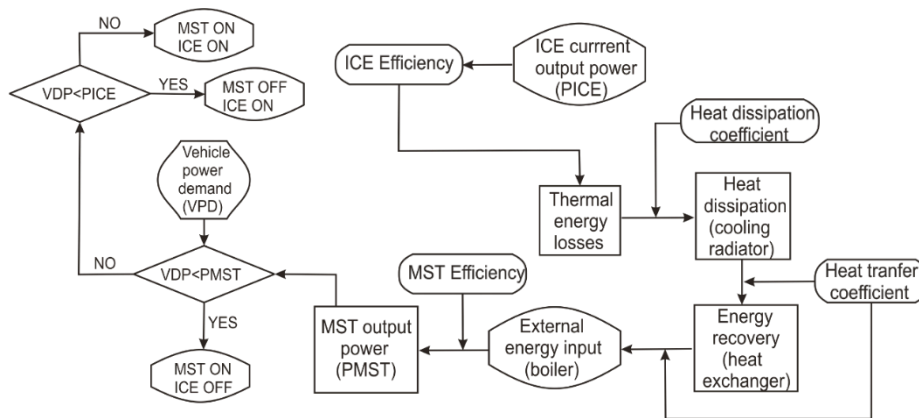 NO
MST ON
ICE ON
VDP<PICE
YES
MST OFF
ICE ON
Vehicle
power
demand
(VPD)
NO
VDP<PMST
YES
MST ON
ICE OFF
ICE Efficiency
ICE currrent
output power
(PICE)
Heat dissipation
coefficient
Thermal
energy
losses
Heat
dissipation
(cooling
radiator)
MST Efficiency
Heat tranfer
coefficient
MST output
power
(PMST)
External
energy input
(boiler)
Energy
recovery
(heat
exchanger)